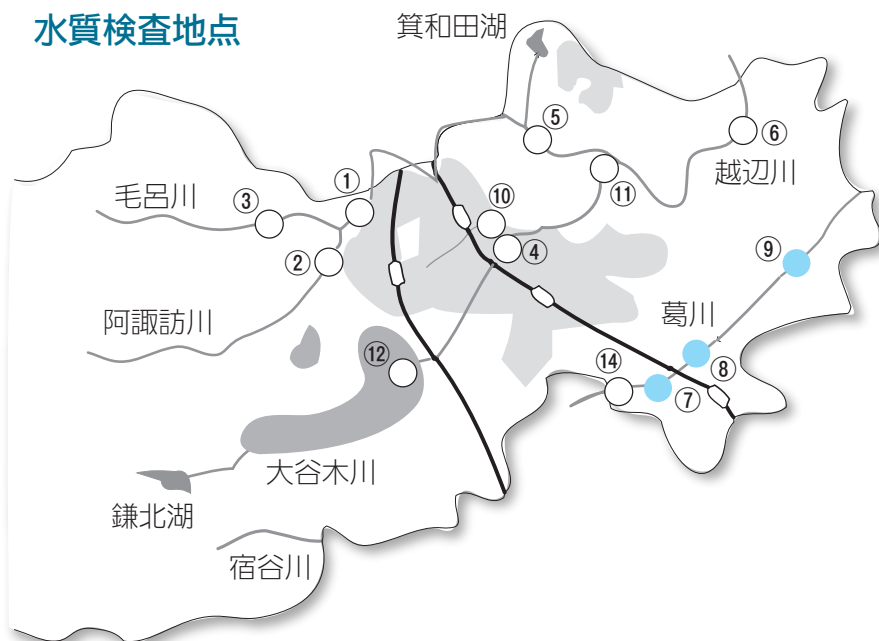 水質検査地点
箕和田湖
⑤
⑥
越辺川
①
毛呂川
③
⑩
⑪
②
④
⑨
阿諏訪川
葛川
⑫
⑭
⑧
⑦
大谷木川
鎌北湖
宿谷川